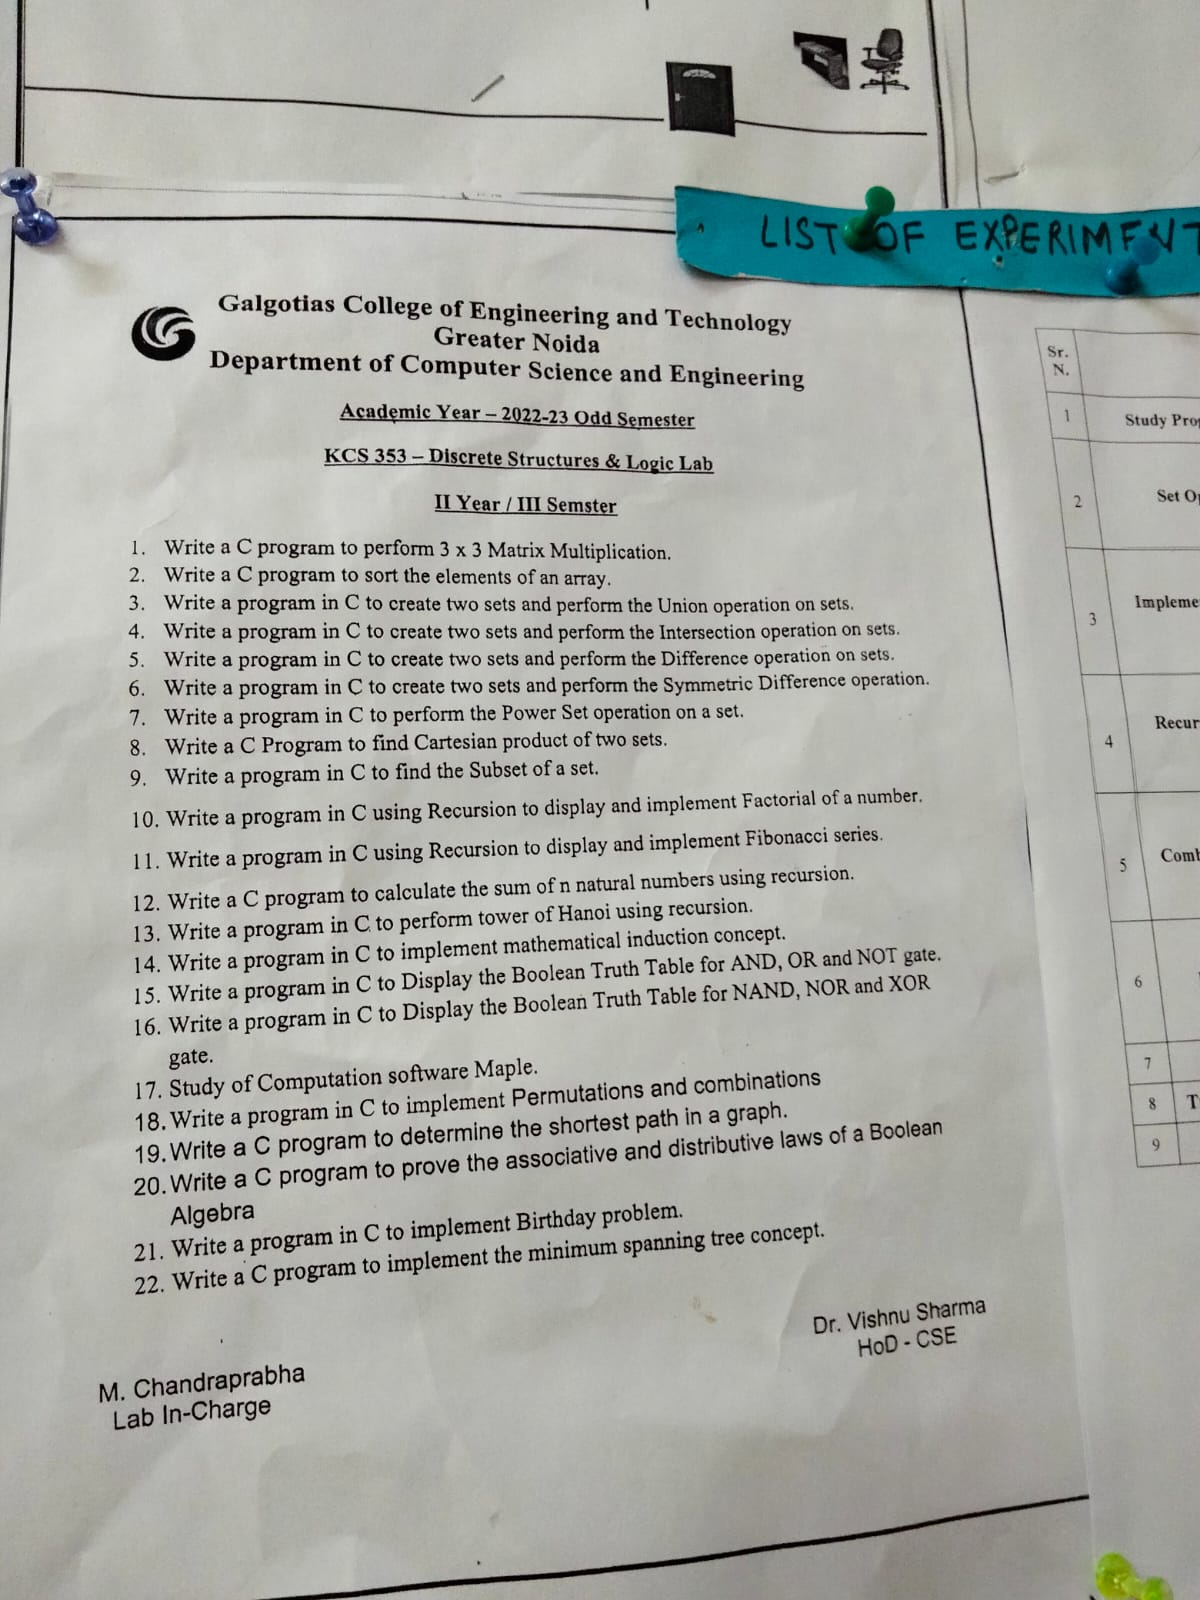 LIST OF EXPERIMENT
Galgotias College of Engineering and Technology
Greater Noida
Department of Computer Science and Engineering
Academic Year – 2022-23 Odd Semester
KCS 353 – Discrete Structures & Logic Lab
II Year / III Semster
1. Write a C program to perform 3 x 3 Matrix Multiplication.
2. Write a C program to sort the elements of an array.
3. Write a program in C to create two sets and perform the Union operation on sets.
4. Write a program in C to create two sets and perform the Intersection operation on sets.
5. Write a program in C to create two sets and perform the Difference operation on sets.
6. Write a program in C to create two sets and perform the Symmetric Difference operation.
7. Write a program in C to perform the Power Set operation on a set.
8. Write a C Program to find Cartesian product of two sets.
9. Write a program in C to find the Subset of a set.
10. Write a program in C using Recursion to display and implement Factorial of a number.
11. Write a program in C using Recursion to display and implement Fibonacci series.
12. Write a C program to calculate the sum of n natural numbers using recursion.
13. Write a program in C to perform tower of Hanoi using recursion.
14. Write a program in C to implement mathematical induction concept.
15. Write a program in C to Display the Boolean Truth Table for AND, OR and NOT gate.
16. Write a program in C to Display the Boolean Truth Table for NAND, NOR and XOR
gate.
17. Study of Computation software Maple.
18. Write a program in C to implement Permutations and combinations
19. Write a C program to determine the shortest path in a graph.
20. Write a C program to prove the associative and distributive laws of a Boolean
Algebra
21. Write a program in C to implement Birthday problem.
22. Write a C program to implement the minimum spanning tree concept.
Dr. Vishnu Sharma
HoD - CSE
M. Chandraprabha
Lab In-Charge
Sr.
N.
1 Study Pro
2 Set O
3 Impleme
4 Recur
5 Comb
6
7
8 T
9